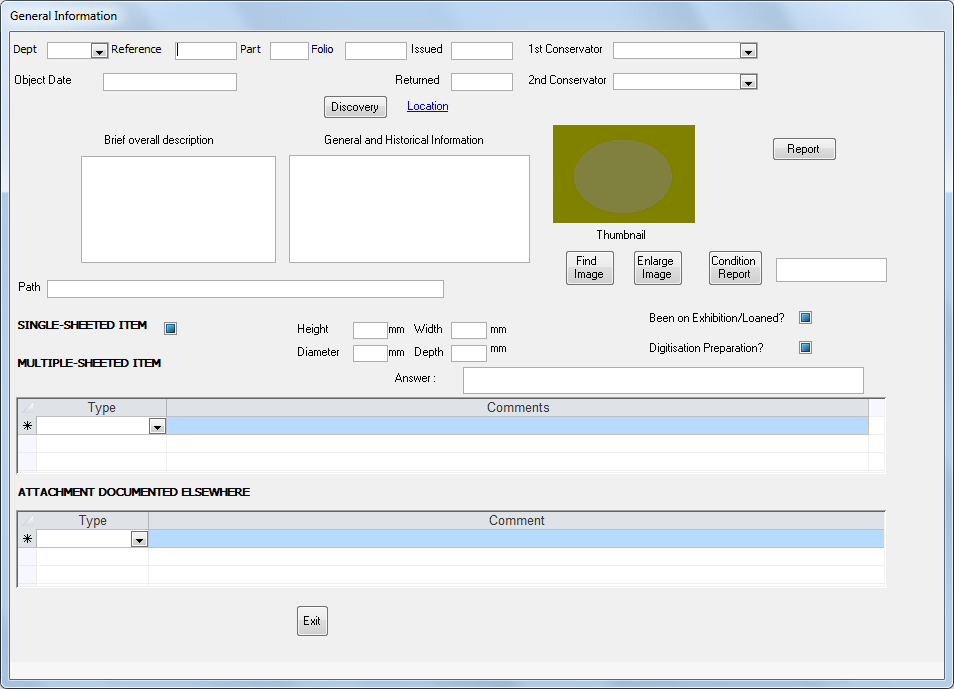 General Information
Dept Reference Part Folio Issued 1st Conservator
Object Date Returned 2nd Conservator
Discovery Location
Brief overall description General and Historical Information
Report
Thumbnail
Find Image
Enlarge Image
Condition Report
Path
SINGLE-SHEETED ITEM
Height mm Width mm
Been on Exhibition/Loaned?
Diameter mm Depth mm
Digitisation Preparation?
MULTIPLE-SHEETED ITEM
Answer :
Type Comments
ATTACHMENT DOCUMENTED ELSEWHERE
Type Comment
Exit